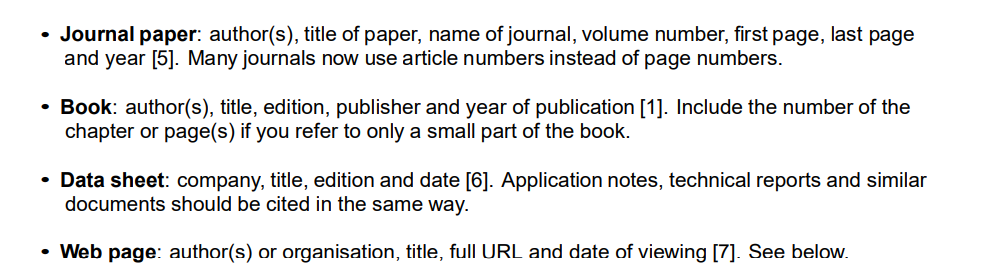 • Journal paper: author(s), title of paper, name of journal, volume number, first page, last page
and year [5]. Many journals now use article numbers instead of page numbers.
• Book: author(s), title, edition, publisher and year of publication [1]. Include the number of the
chapter or page(s) if you refer to only a small part of the book.
• Data sheet: company, title, edition and date [6]. Application notes, technical reports and similar
documents should be cited in the same way.
• Web page: author(s) or organisation, title, full URL and date of viewing [7]. See below.